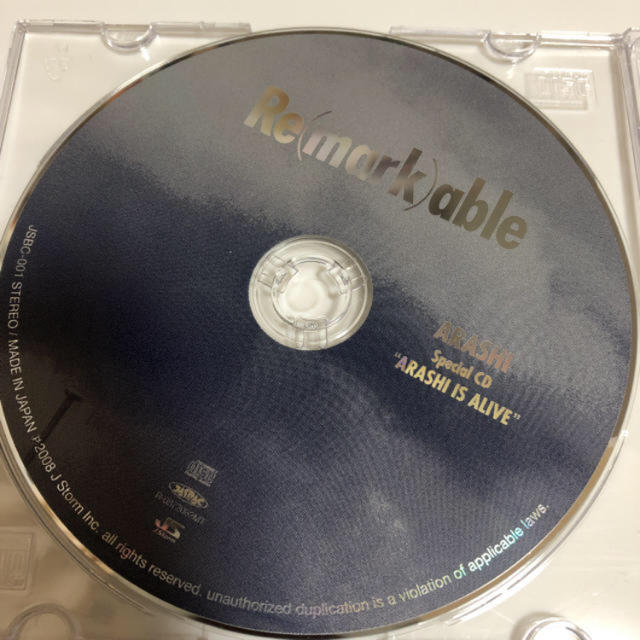 Re(mark)able
ARASHI
Special CD
"ARASHI IS ALIVE"
JSBC-001 STEREO / MADE IN JAPAN ℗2008 J Storm Inc. all rights reserved. unauthorized duplication is a violation of applicable laws.